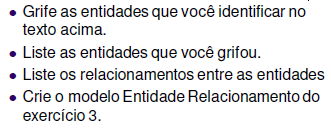 • Grife as entidades que você identificar no
texto acima.
• Liste as entidades que você grifou.
• Liste os relacionamentos entre as entidades
• Crie o modelo Entidade Relacionamento do
exercício 3.